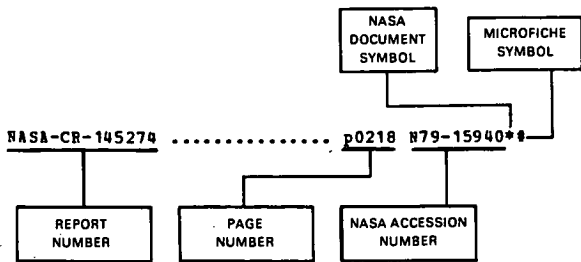 NASA
DOCUMENT
SYMBOL
MICROFICHE
SYMBOL
NASA-CR-145274 .................. p0218 N79-15940*#
REPORT
NUMBER
PAGE
NUMBER
NASA ACCESSION
NUMBER